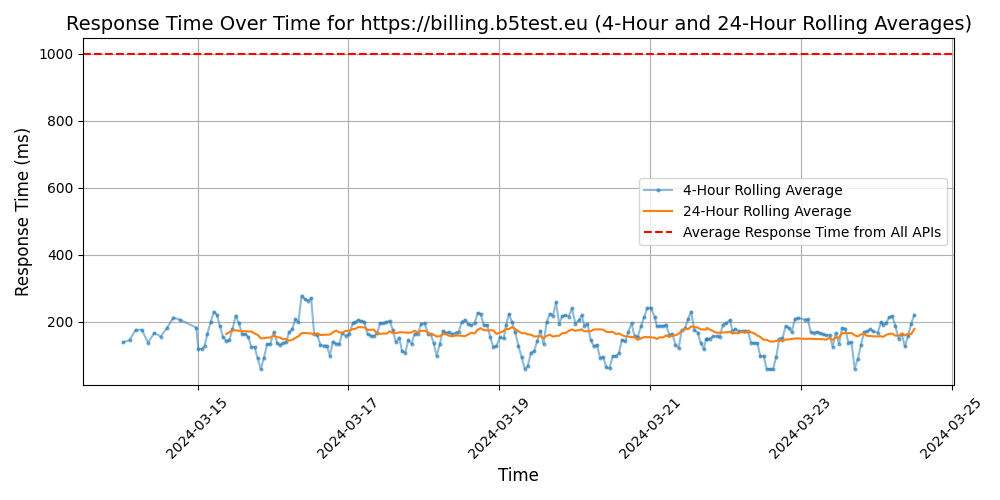 Response Time Over Time for https://billing.b5test.eu (4-Hour and 24-Hour Rolling Averages)
Response Time (ms)
1000
800
600
400
200
4-Hour Rolling Average
24-Hour Rolling Average
Average Response Time from All APIs
2024-03-15
2024-03-17
2024-03-19
2024-03-21
2024-03-23
2024-03-25
Time